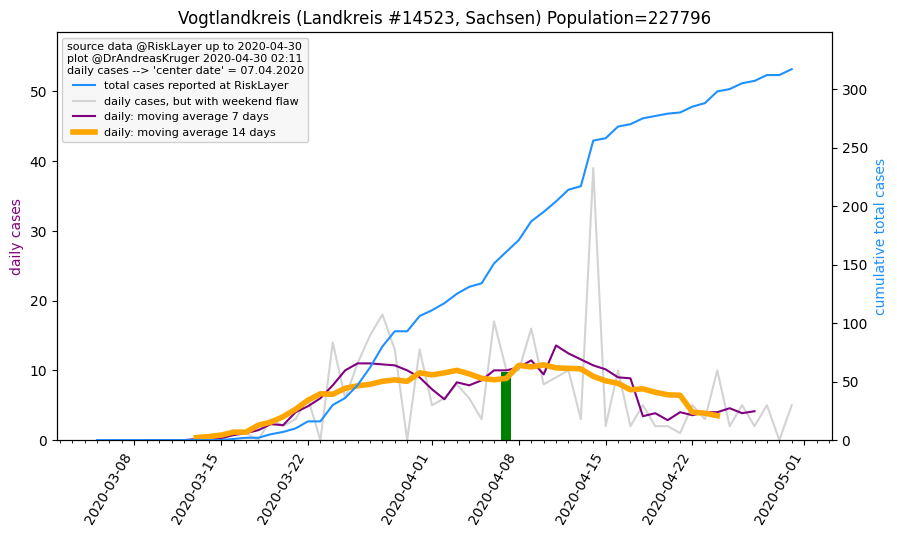 Vogtlandkreis (Landkreis #14523, Sachsen) Population=227796
source data @RiskLayer up to 2020-04-30
plot @DrAndreasKruger 2020-04-30 02:11
daily cases --> 'center date' = 07.04.2020
total cases reported at RiskLayer
daily cases, but with weekend flaw
daily: moving average 7 days
daily: moving average 14 days
daily cases
50
40
30
20
10
0
300
250
200
150
100
50
0
cumulative total cases
2020-03-08
2020-03-15
2020-03-22
2020-04-01
2020-04-08
2020-04-15
2020-04-22
2020-05-01